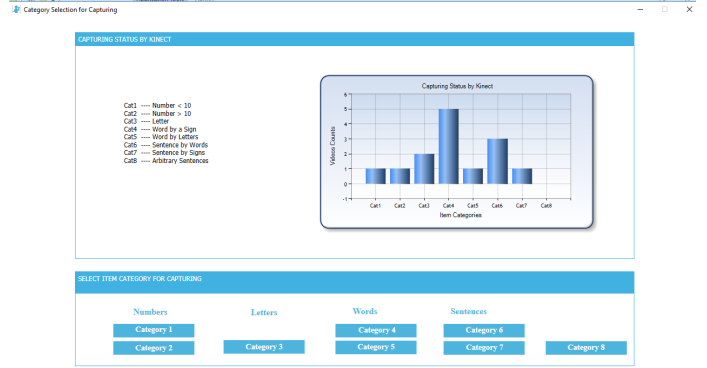 Category Selection for Capturing
CAPTURING STATUS BY KINECT
Cat1 ---- Number < 10
Cat2 ---- Number > 10
Cat3 ---- Letter
Cat4 ---- Word by a Sign
Cat5 ---- Word by Letters
Cat6 ---- Sentence by Words
Cat7 ---- Sentence by Signs
Cat8 ---- Arbitrary Sentences
Capturing Status by Kinect
Videos Counts
6
5
4
3
2
1
0
-1
Cat1 Cat2 Cat3 Cat4 Cat5 Cat6 Cat7 Cat8
Item Categories
SELECT ITEM CATEGORY FOR CAPTURING
Numbers Letters Words Sentences
Category 1 Category 4 Category 6
Category 2 Category 3 Category 5 Category 7 Category 8